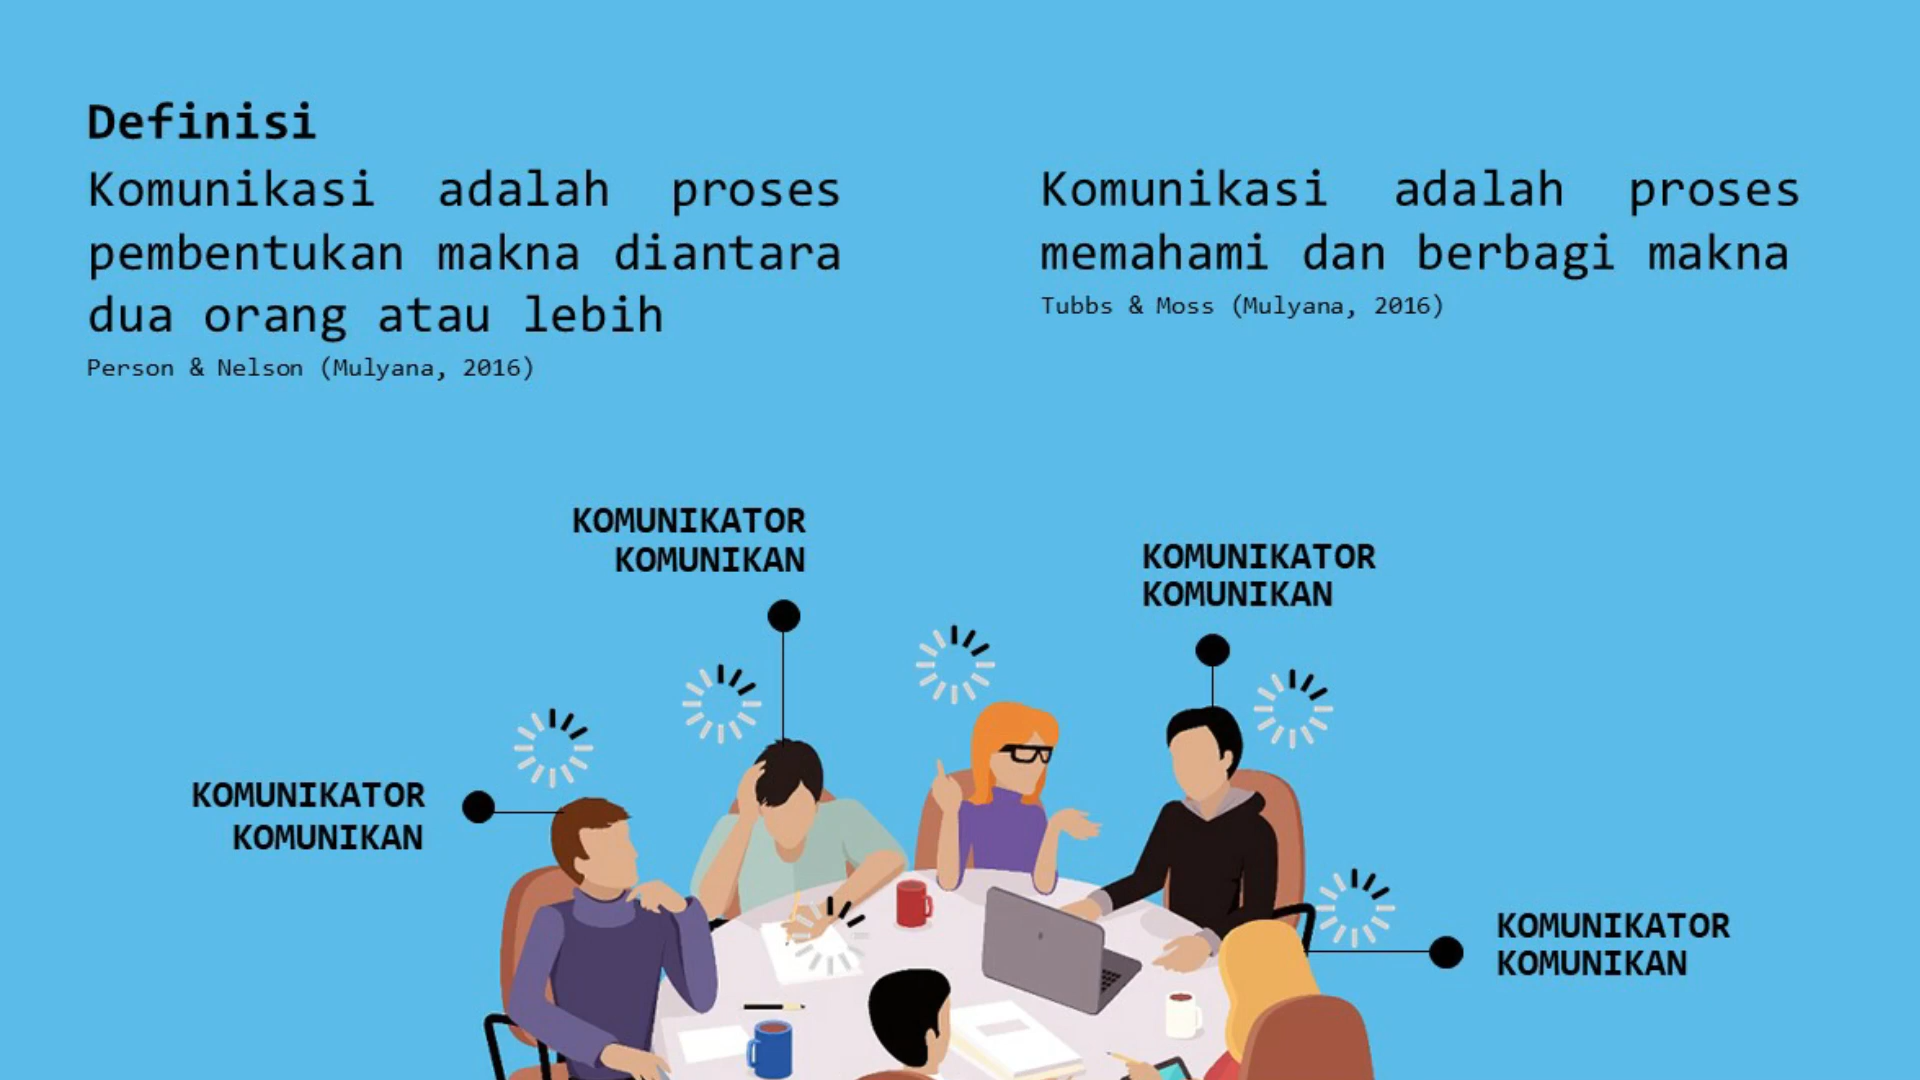 Definisi
Komunikasi adalah proses
pembentukan makna diantara
dua orang atau lebih
Person & Nelson (Mulyana, 2016)
Komunikasi adalah proses
memahami dan berbagi makna
Tubbs & Moss (Mulyana, 2016)
KOMUNIKATOR
KOMUNIKAN
KOMUNIKATOR
KOMUNIKAN
KOMUNIKATOR
KOMUNIKAN
KOMUNIKATOR
KOMUNIKAN